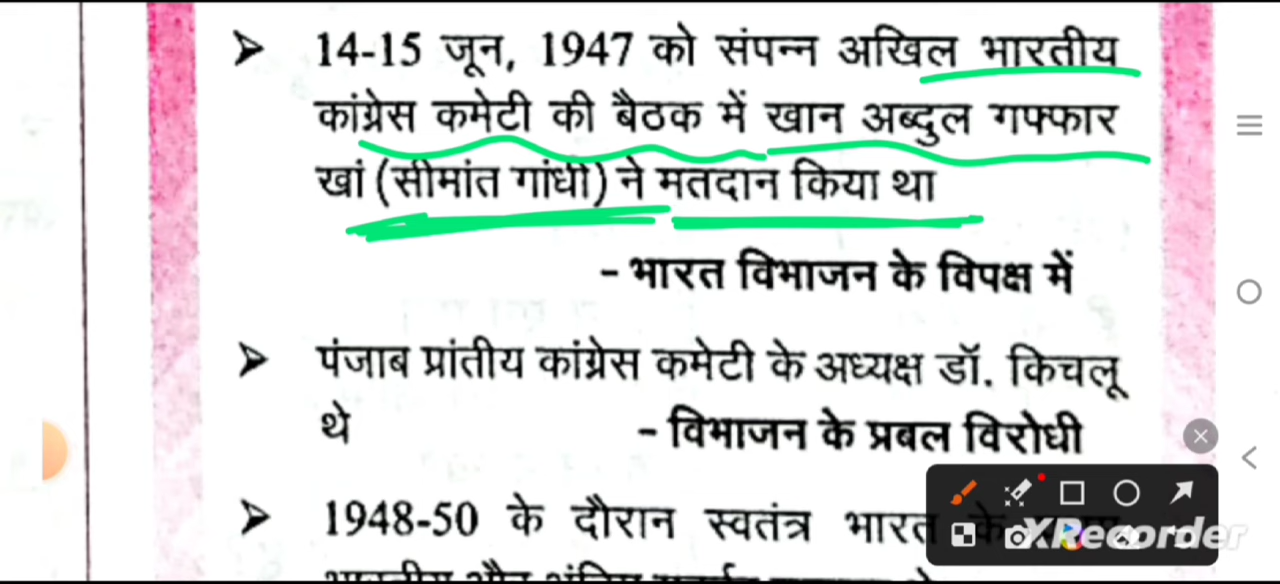 ➤ 14-15 जून, 1947 को संपन्न अखिल भारतीय
कांग्रेस कमेटी की बैठक में खान अब्दुल गफ्फार
खां (सीमांत गांधी) ने मतदान किया था
- भारत विभाजन के विपक्ष में
➤ पंजाब प्रांतीय कांग्रेस कमेटी के अध्यक्ष डॉ. किचलू
थे - विभाजन के प्रबल विरोधी
➤ 1948-50 के दौरान स्वतंत्र भारत के
XRecorder